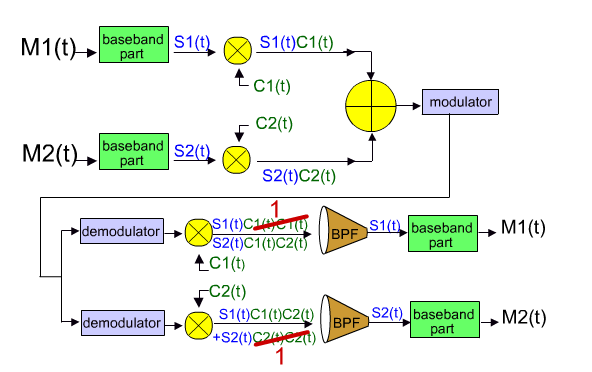 M1(t)
baseband
part
S1(t)
S1(t)C1(t)
C1(t)
modulator
C2(t)
M2(t)
baseband
part
S2(t)
S2(t)C2(t)
1
demodulator
S1(t)C1(t)C1(t)
S2(t)C1(t)C2(t)
C1(t)
BPF
S1(t)
baseband
part
M1(t)
C2(t)
demodulator
S1(t)C1(t)C2(t)
+S2(t)C2(t)C2(t)
1
BPF
S2(t)
baseband
part
M2(t)